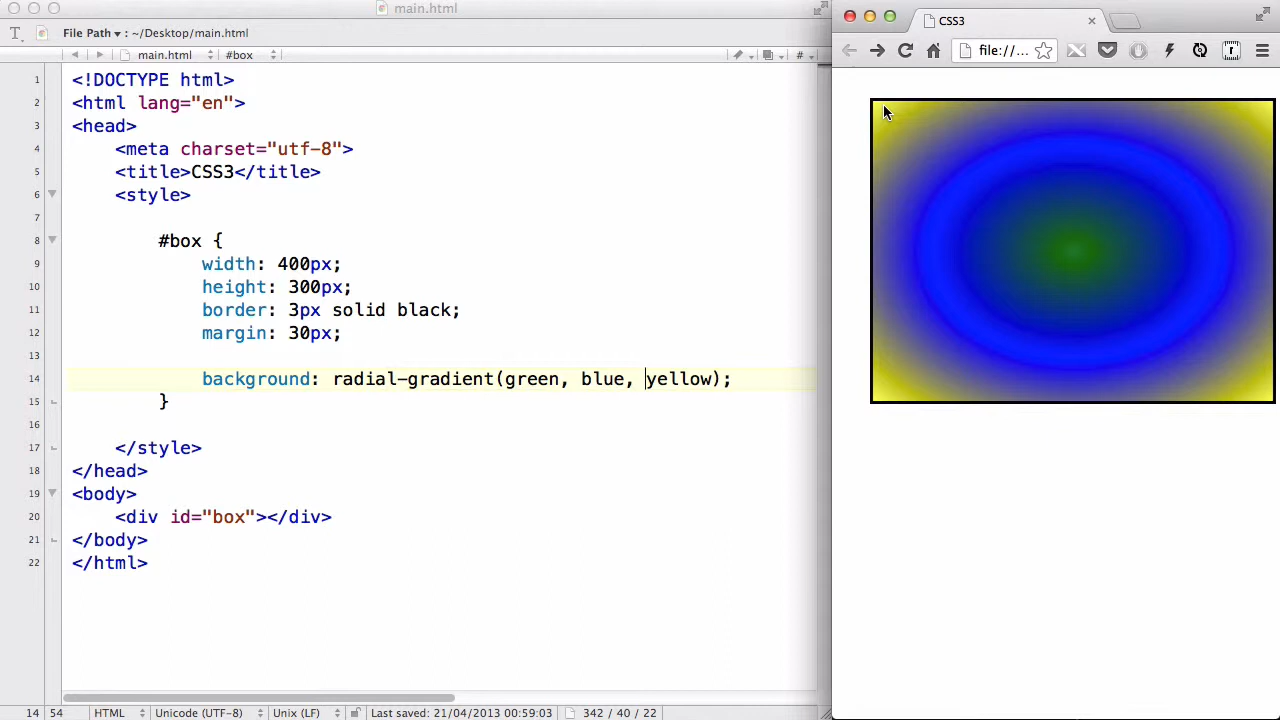 main.html
File Path ▾ : ~/Desktop/main.html
main.html #box #
1 <!DOCTYPE html>
2 <html lang="en">
3 <head>
4 <meta charset="utf-8">
5 <title>CSS3</title>
6 <style>
7
8 #box {
9 width: 400px;
10 height: 300px;
11 border: 3px solid black;
12 margin: 30px;
13
14 background: radial-gradient(green, blue, yellow);
15 }
16
17 </style>
18 </head>
19 <body>
20 <div id="box"></div>
21 </body>
22 </html>
14 54 HTML Unicode (UTF-8) Unix (LF) Last saved: 21/04/2013 00:59:03 342 / 40 / 22
CSS3
file://...